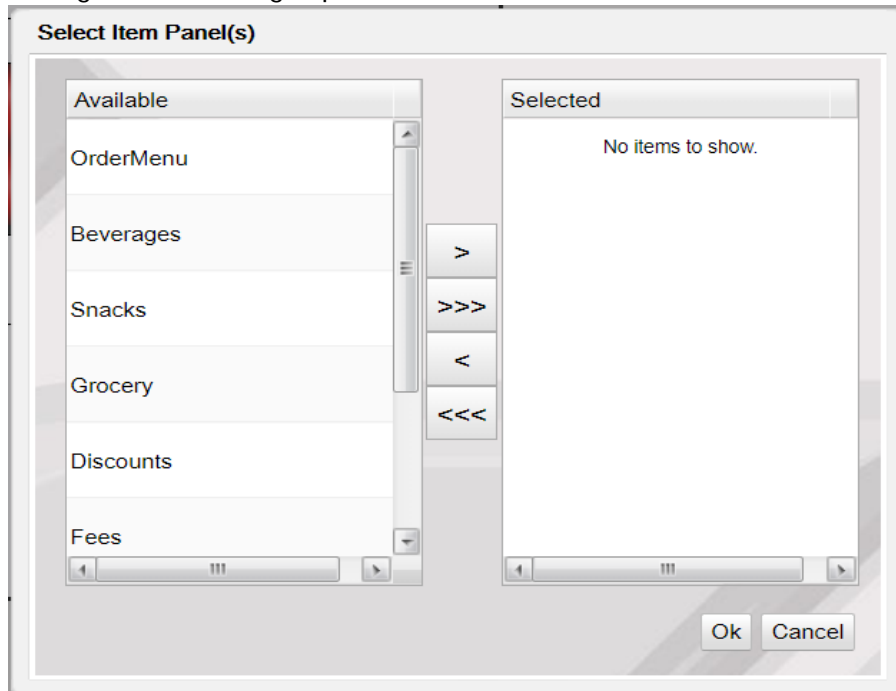 Select Item Panel(s)
Available
Selected
No items to show.
OrderMenu
Beverages
Snacks
Grocery
Discounts
Fees
>
>>>
<
<<<
Ok
Cancel